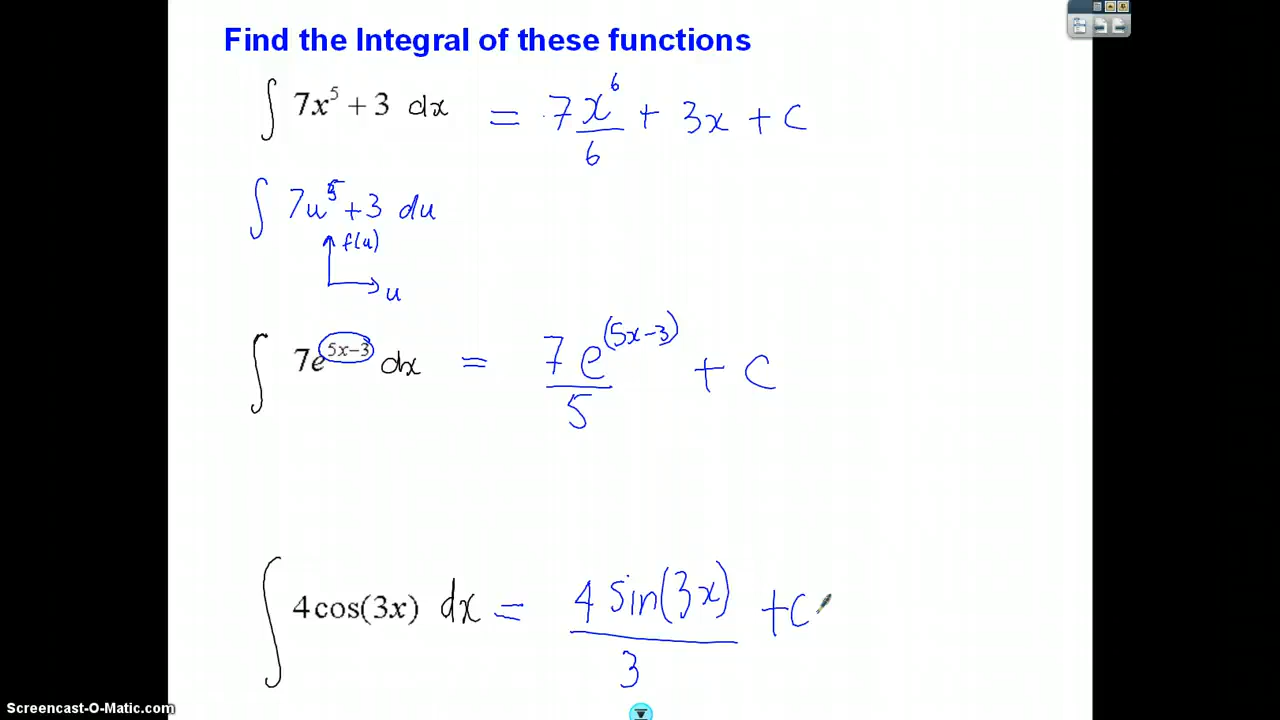 Find the Integral of these functions
∫ 7x⁵ + 3 dx = 7x⁶/6 + 3x + c
∫ 7u⁵ + 3 du
f(u)
u
∫ 7e^(5x−3) dx = 7e^(5x−3)/5 + c
∫ 4cos(3x) dx = 4 sin(3x)/3 + c
Screencast-O-Matic.com